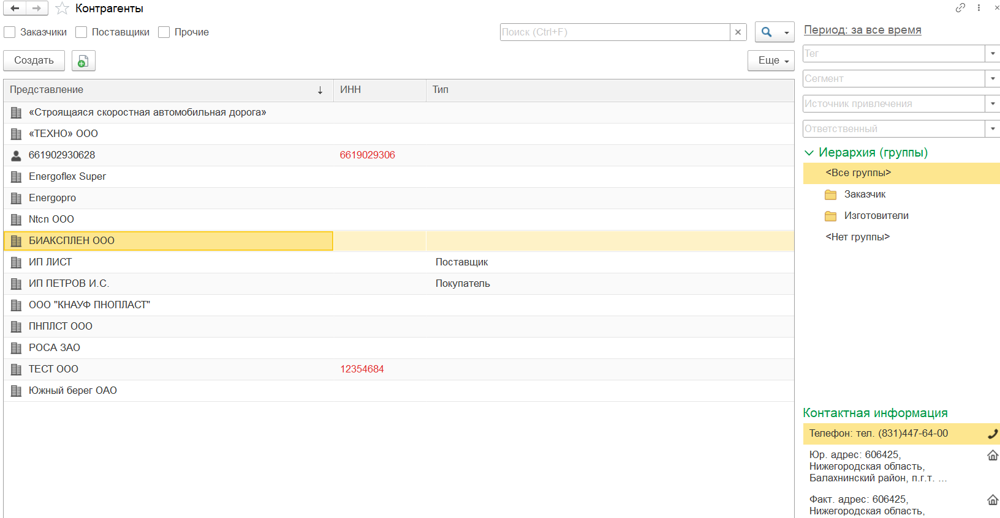 Контрагенты
Заказчики Поставщики Прочие
Поиск (Ctrl+F)
Создать
Еще
Представление ИНН Тип
«Строящаяся скоростная автомобильная дорога»
«ТЕХНО» ООО
661902930628 6619029306
Energoflex Super
Energopro
Ntcn ООО
БИАКСПЛЕН ООО
ИП ЛИСТ Поставщик
ИП ПЕТРОВ И.С. Покупатель
ООО "КНАУФ ПНОПЛАСТ"
ПНПЛСТ ООО
РОСА ЗАО
ТЕСТ ООО 12354684
Южный берег ОАО
Период: за все время
Тег
Сегмент
Источник привлечения
Ответственный
Иерархия (группы)
<Все группы>
Заказчик
Изготовители
<Нет группы>
Контактная информация
Телефон: тел. (831)447-64-00
Юр. адрес: 606425,
Нижегородская область,
Балахнинский район, п.г.т. ...
Факт. адрес: 606425,
Нижегородская область,